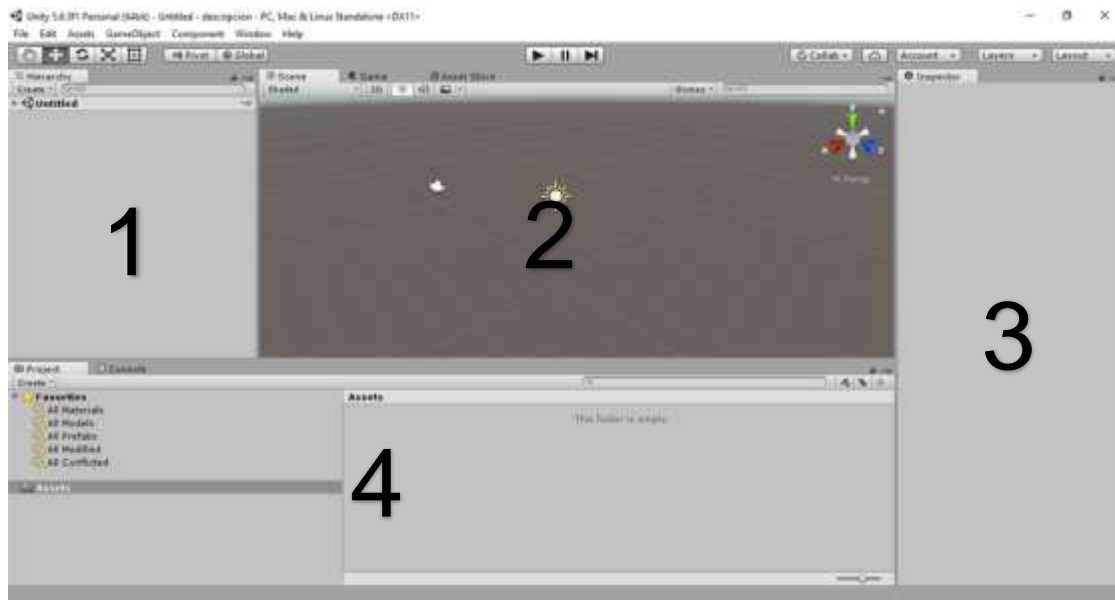 Unity 5.6.0f1 Personal (64bit) - Untitled - descripcion - PC, Mac & Linux Standalone <DX11>
File Edit Assets GameObject Component Window Help
Pivot Global
Collab Account Layers Layout
Hierarchy
Scene Game Asset Store
Inspector
Create
Shaded 2D
Gizmos
Untitled
Persp
1
2
3
Project Console
Create
Favorites
All Materials
All Models
All Prefabs
All Modified
All Conflicted
Assets
Assets
This folder is empty
4